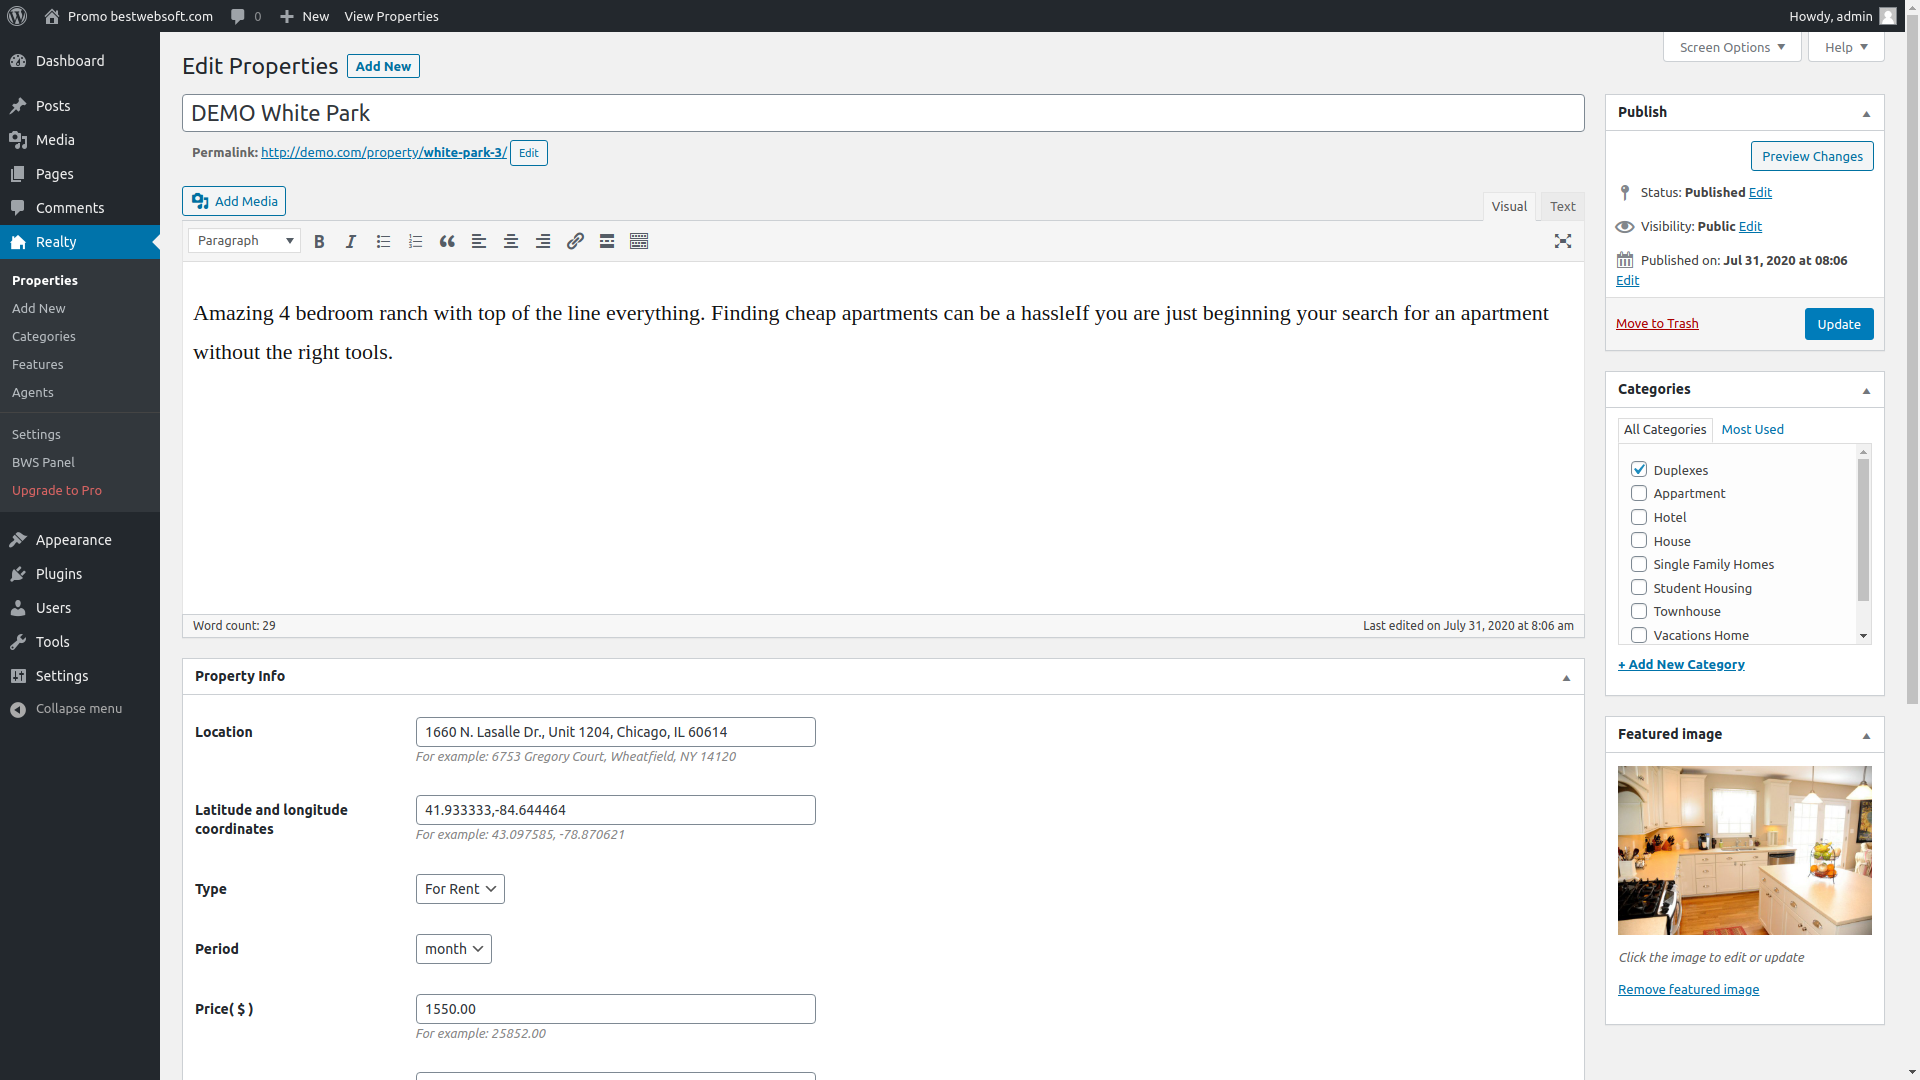 Promo bestwebsoft.com 0 New View Properties Howdy, admin
Screen Options Help
Dashboard
Posts
Media
Pages
Comments
Realty
Properties
Add New
Categories
Features
Agents
Settings
BWS Panel
Upgrade to Pro
Appearance
Plugins
Users
Tools
Settings
Collapse menu
Edit Properties Add New
DEMO White Park
Permalink: http://demo.com/property/white-park-3/ Edit
Add Media
Visual Text
Paragraph
Amazing 4 bedroom ranch with top of the line everything. Finding cheap apartments can be a hassleIf you are just beginning your search for an apartment
without the right tools.
Word count: 29 Last edited on July 31, 2020 at 8:06 am
Property Info
Location 1660 N. Lasalle Dr., Unit 1204, Chicago, IL 60614
For example: 6753 Gregory Court, Wheatfield, NY 14120
Latitude and longitude
coordinates
41.933333,-84.644464
For example: 43.097585, -78.870621
Type For Rent
Period month
Price( $ ) 1550.00
For example: 25852.00
Publish
Preview Changes
Status: Published Edit
Visibility: Public Edit
Published on: Jul 31, 2020 at 08:06
Edit
Move to Trash Update
Categories
All Categories Most Used
Duplexes
Appartment
Hotel
House
Single Family Homes
Student Housing
Townhouse
Vacations Home
+ Add New Category
Featured image
Click the image to edit or update
Remove featured image